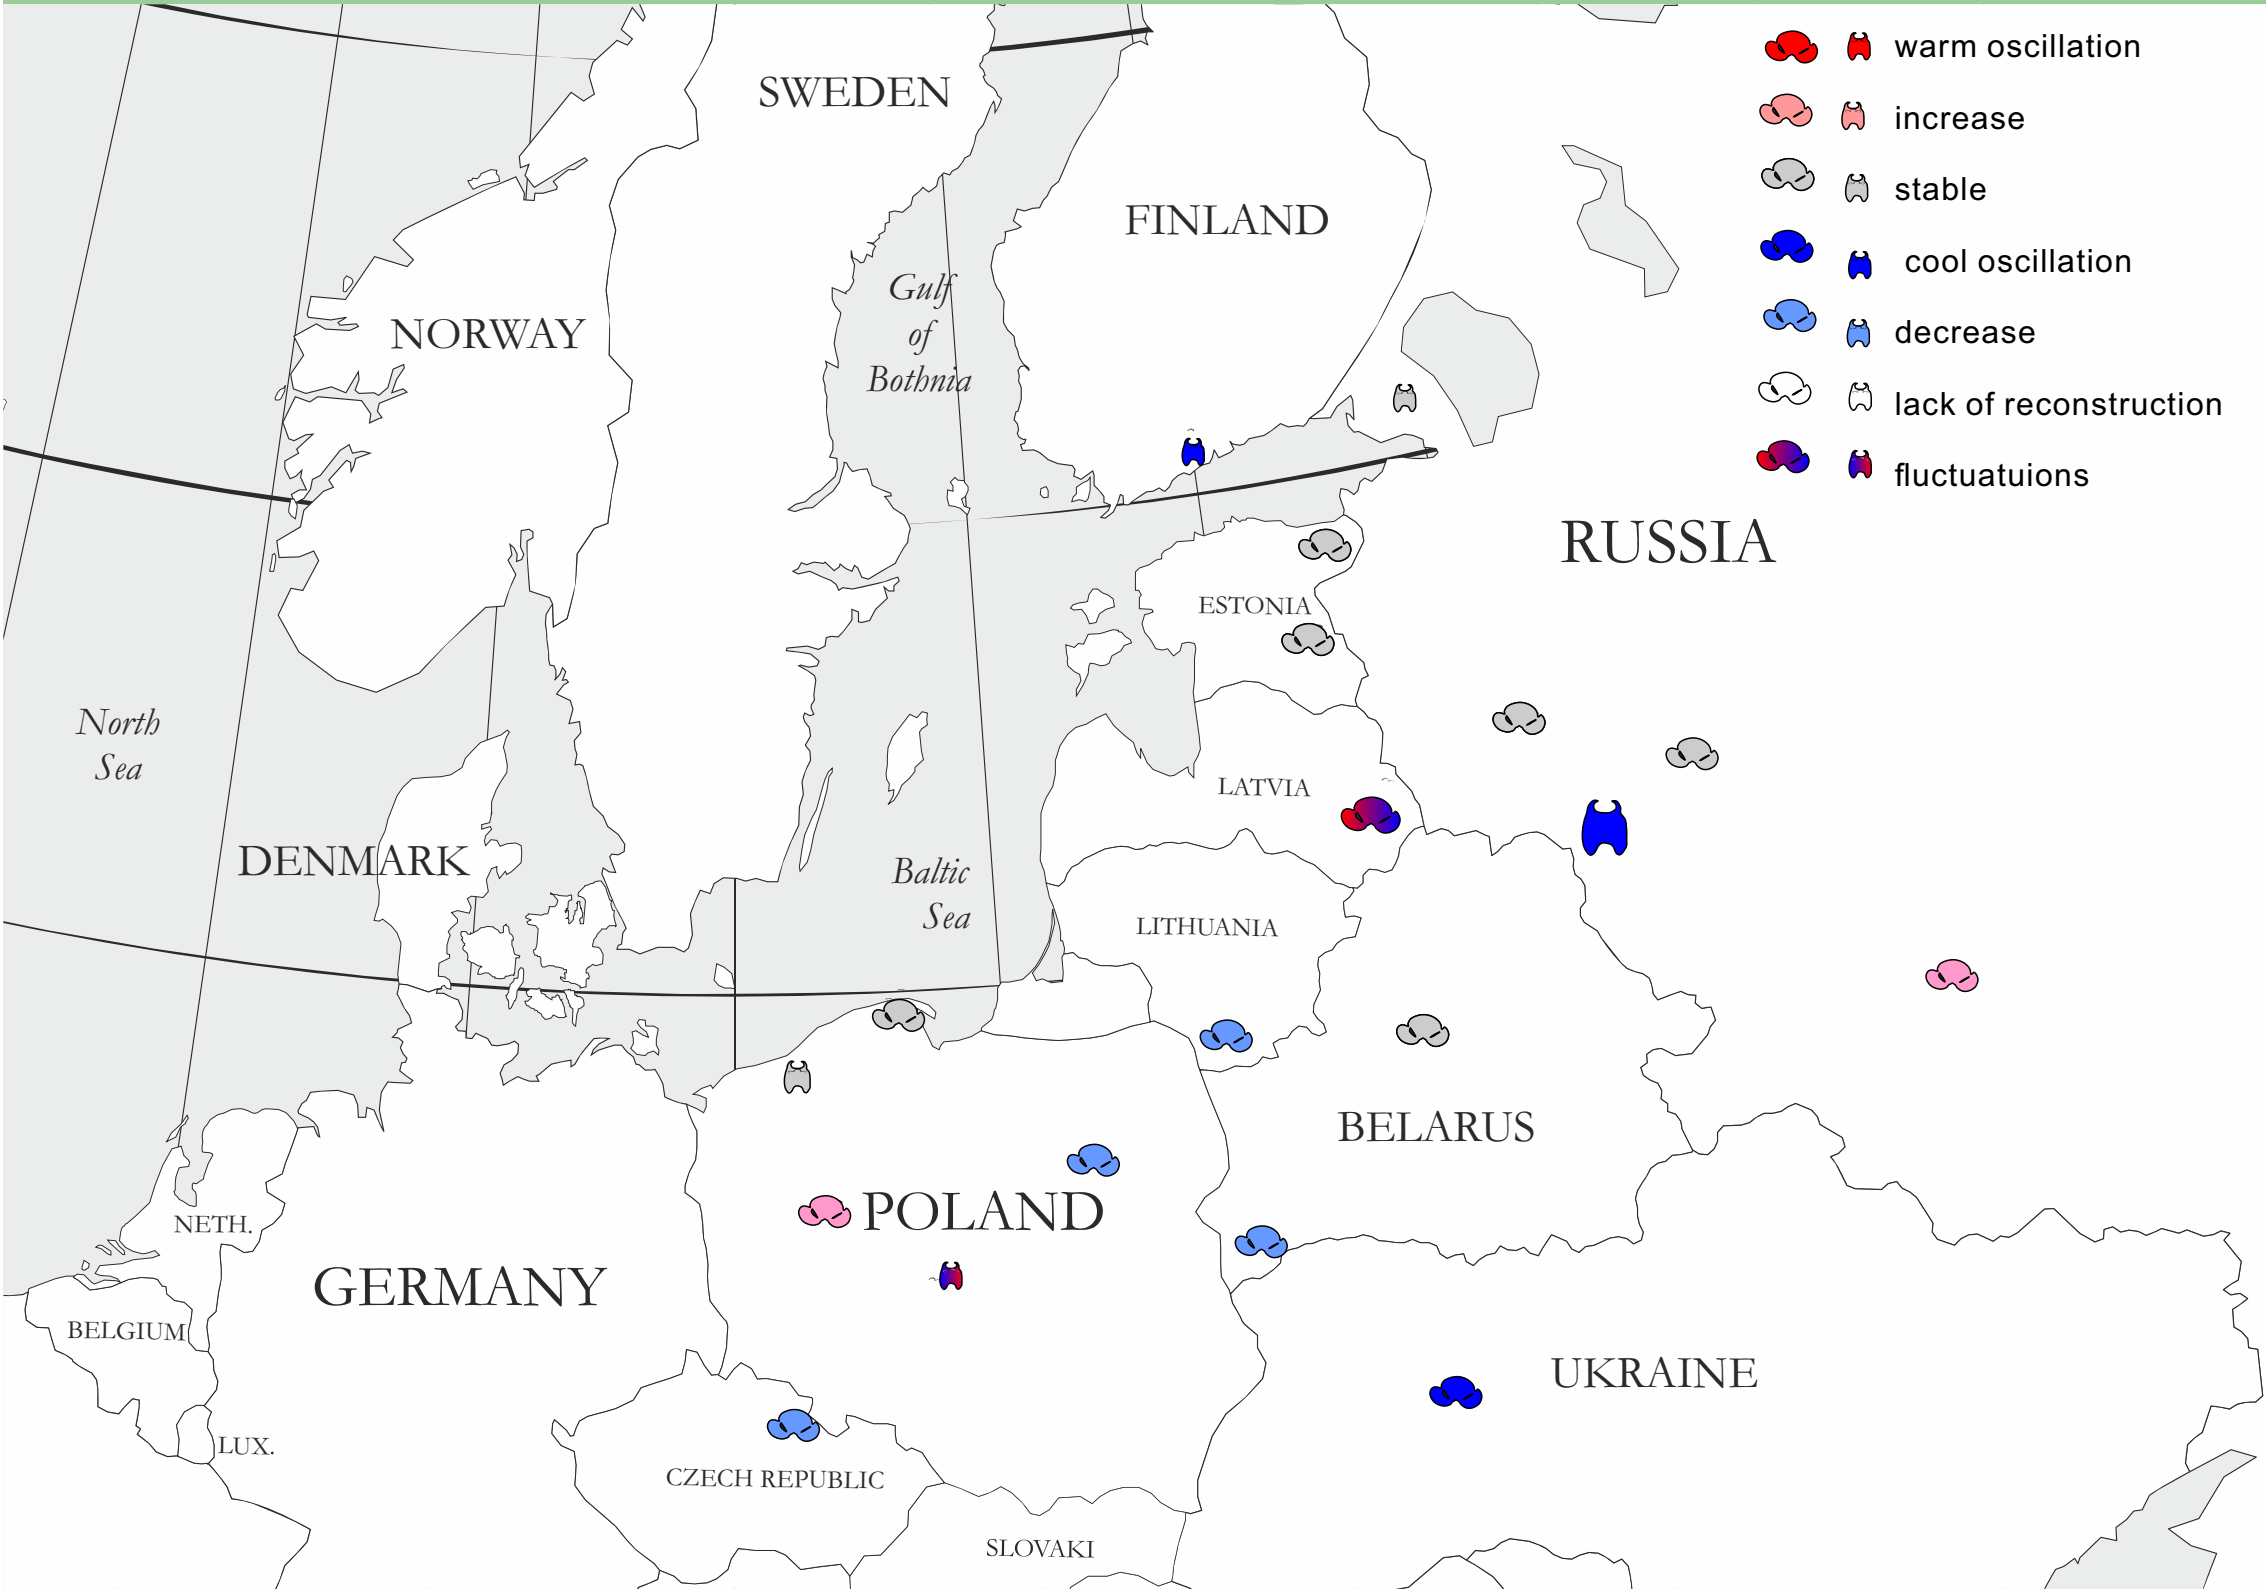 warm oscillation
SWEDEN
increase
stable
FINLAND
cool oscillation
Gulf
of
Bothnia
NORWAY
decrease
lack of reconstruction
fluctuatuions
RUSSIA
ESTONIA
North
Sea
LATVIA
DENMARK
Baltic
Sea
LITHUANIA
BELARUS
NETH.
POLAND
GERMANY
BELGIUM
UKRAINE
LUX.
CZECH REPUBLIC
SLOVAKI